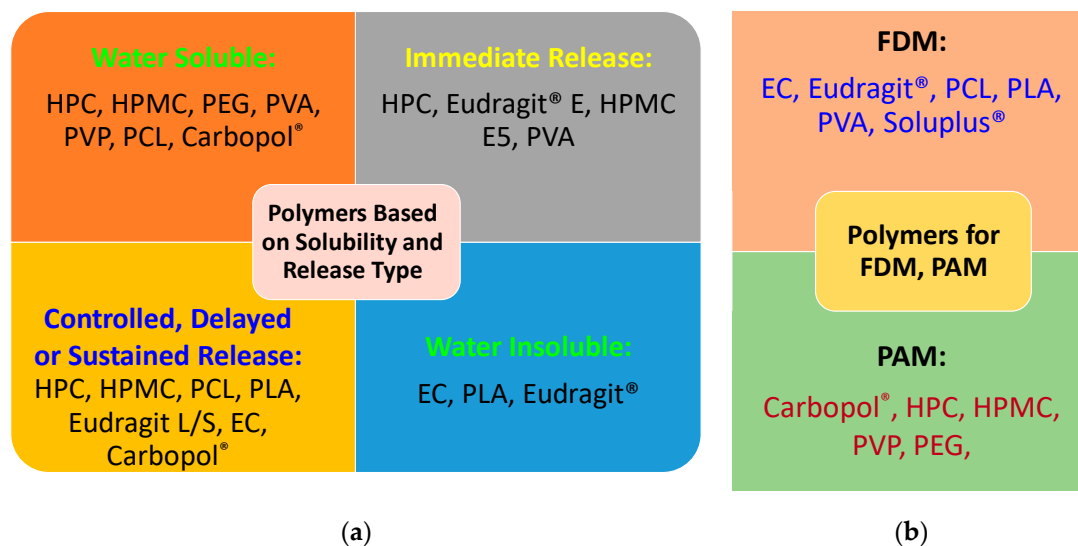 Water Soluble:
HPC, HPMC, PEG, PVA,
PVP, PCL, Carbopol®
Immediate Release:
HPC, Eudragit® E, HPMC
E5, PVA
Polymers Based
on Solubility and
Release Type
Controlled, Delayed
or Sustained Release:
HPC, HPMC, PCL, PLA,
Eudragit L/S, EC,
Carbopol®
Water Insoluble:
EC, PLA, Eudragit®
(a)
FDM:
EC, Eudragit®, PCL, PLA,
PVA, Soluplus®
Polymers for
FDM, PAM
PAM:
Carbopol®, HPC, HPMC,
PVP, PEG,
(b)